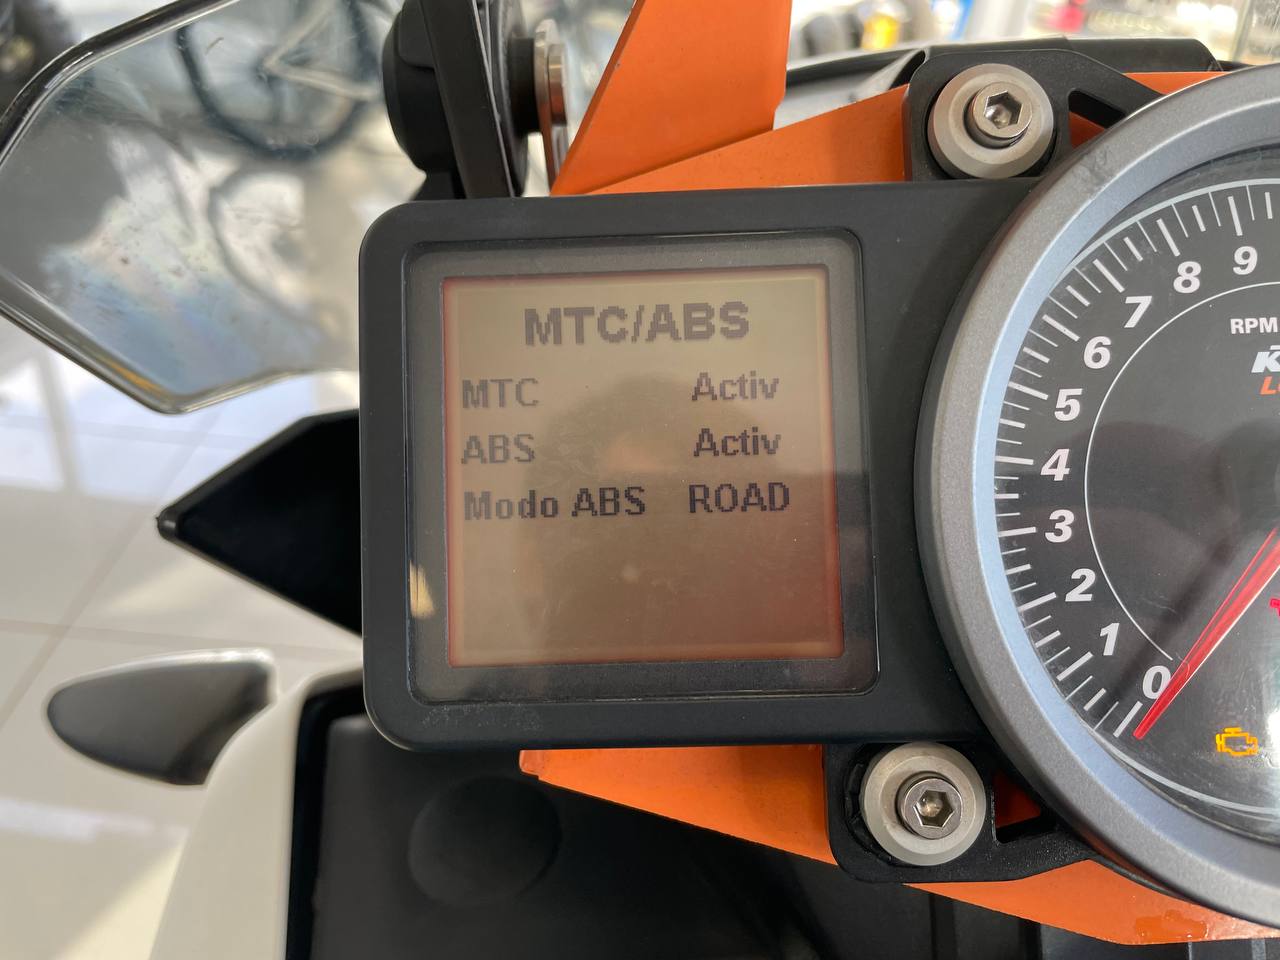 MTC/ABS
MTC Activ
ABS Activ
Modo ABS ROAD
9
8
7
6
5
4
3
2
1
0
RPM